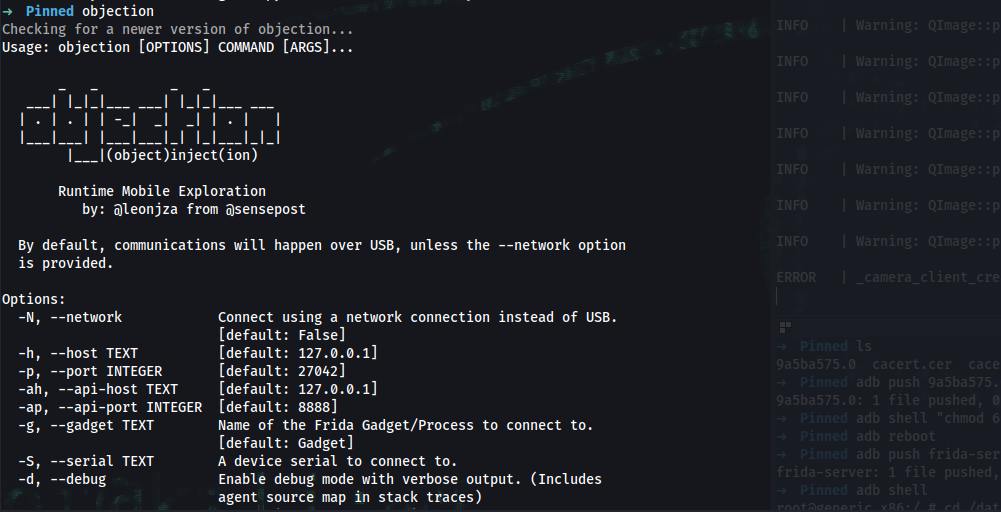 ➜  Pinned objection
Checking for a newer version of objection...
Usage: objection [OPTIONS] COMMAND [ARGS]...
        _   _         _   _
   ___| |_|_|___ ___| |_|_|___ ___
  | . | . | | -_|  _|  _| | . |   |
  |___|___| |___|___|_| |_|___|_|_|
        |___|(object)inject(ion)
Runtime Mobile Exploration
by: @leonjza from @sensepost
By default, communications will happen over USB, unless the --network option
is provided.
Options:
-N, --network            Connect using a network connection instead of USB.
[default: False]
-h, --host TEXT          [default: 127.0.0.1]
-p, --port INTEGER       [default: 27042]
-ah, --api-host TEXT     [default: 127.0.0.1]
-ap, --api-port INTEGER  [default: 8888]
-g, --gadget TEXT        Name of the Frida Gadget/Process to connect to.
[default: Gadget]
-S, --serial TEXT        A device serial to connect to.
-d, --debug              Enable debug mode with verbose output. (Includes
agent source map in stack traces)
INFO    | Warning: QImage::p
INFO    | Warning: QImage::p
INFO    | Warning: QImage::p
INFO    | Warning: QImage::p
INFO    | Warning: QImage::p
INFO    | Warning: QImage::p
INFO    | Warning: QImage::p
ERROR   | _camera_client_cre
➜  Pinned ls
9a5ba575.0  cacert.cer  cace
➜  Pinned adb push 9a5ba575.
9a5ba575.0: 1 file pushed, 0
➜  Pinned adb shell "chmod 6
➜  Pinned adb reboot
➜  Pinned adb push frida-ser
frida-server: 1 file pushed,
➜  Pinned adb shell
root@generic_x86:/ # cd /dat